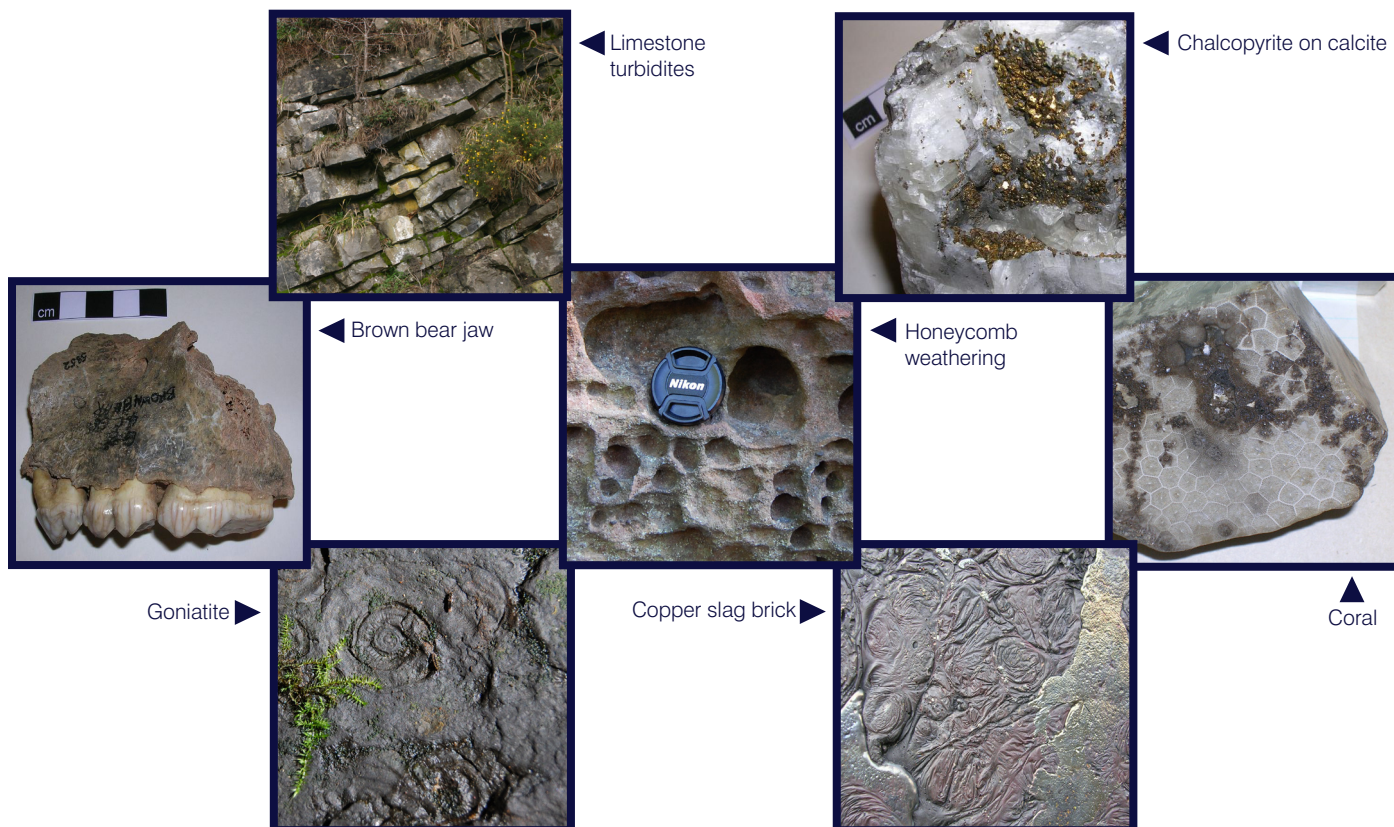 Limestone
turbidites
Chalcopyrite on calcite
cm
cm
Brown bear jaw
Nikon
Honeycomb
weathering
Goniatite
Copper slag brick
Coral